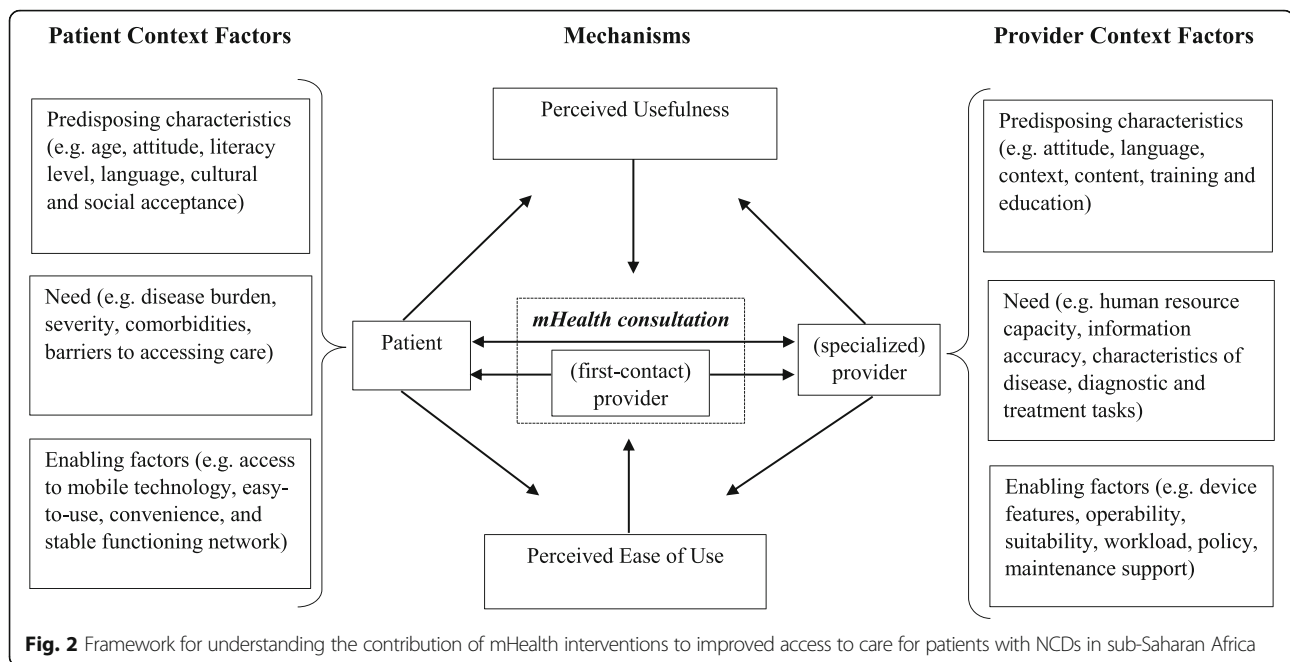 Patient Context Factors
Mechanisms
Provider Context Factors
Predisposing characteristics
(e.g. age, attitude, literacy
level, language, cultural
and social acceptance)
Need (e.g. disease burden,
severity, comorbidities,
barriers to accessing care)
Enabling factors (e.g. access
to mobile technology, easy-
to-use, convenience, and
stable functioning network)
Perceived Usefulness
Patient
mHealth consultation
(first-contact)
provider
(specialized)
provider
Perceived Ease of Use
Predisposing characteristics
(e.g. attitude, language,
context, content, training and
education)
Need (e.g. human resource
capacity, information
accuracy, characteristics of
disease, diagnostic and
treatment tasks)
Enabling factors (e.g. device
features, operability,
suitability, workload, policy,
maintenance support)
Fig. 2 Framework for understanding the contribution of mHealth interventions to improved access to care for patients with NCDs in sub-Saharan Africa